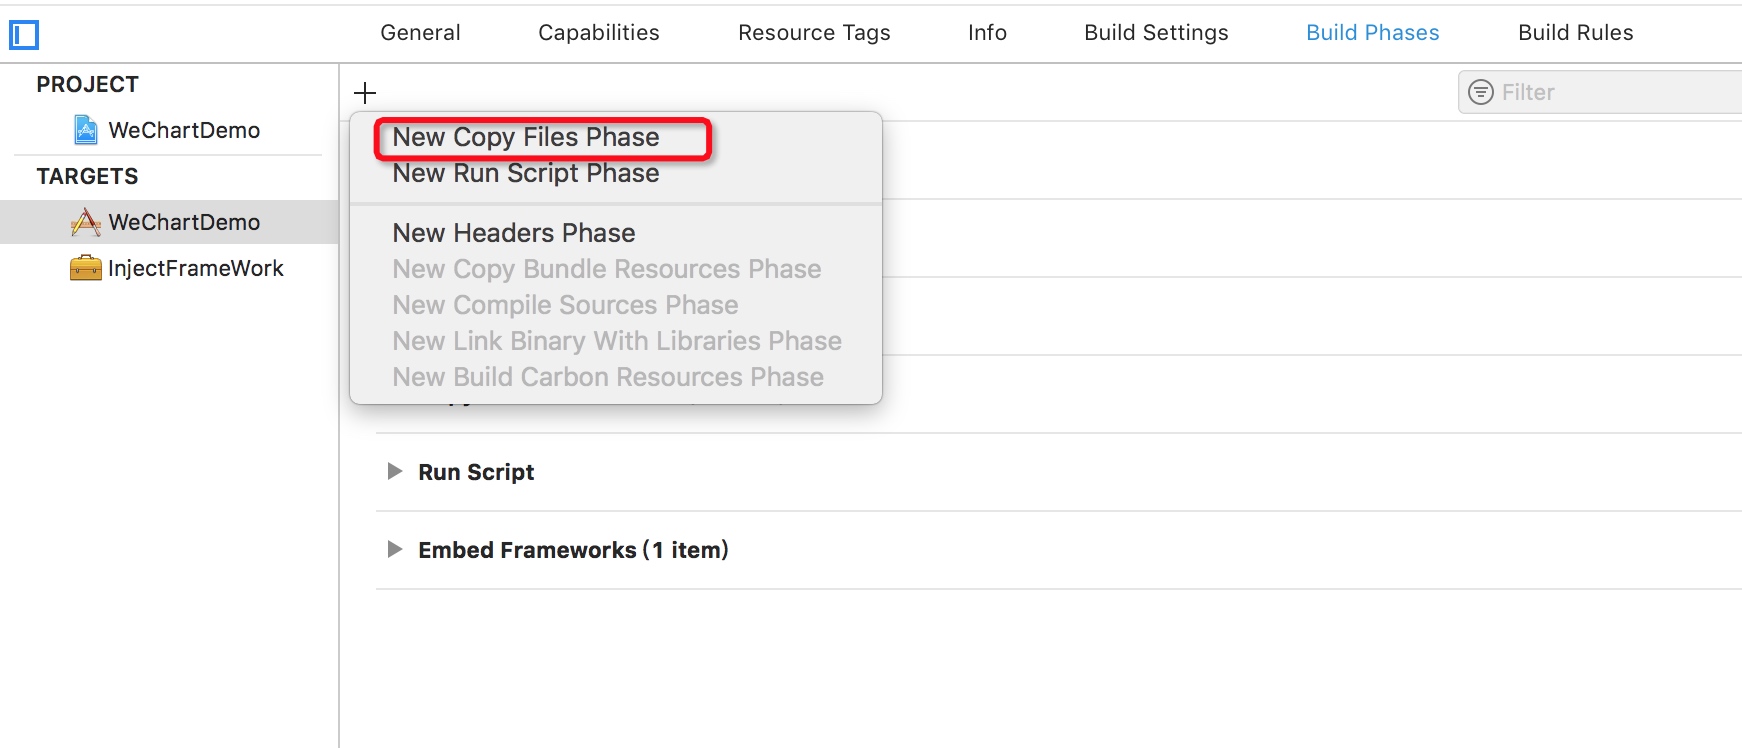 General Capabilities Resource Tags Info Build Settings Build Phases Build Rules
PROJECT
WeChartDemo
TARGETS
WeChartDemo
InjectFrameWork
Filter
New Copy Files Phase
New Run Script Phase
New Headers Phase
New Copy Bundle Resources Phase
New Compile Sources Phase
New Link Binary With Libraries Phase
New Build Carbon Resources Phase
Run Script
Embed Frameworks (1 item)